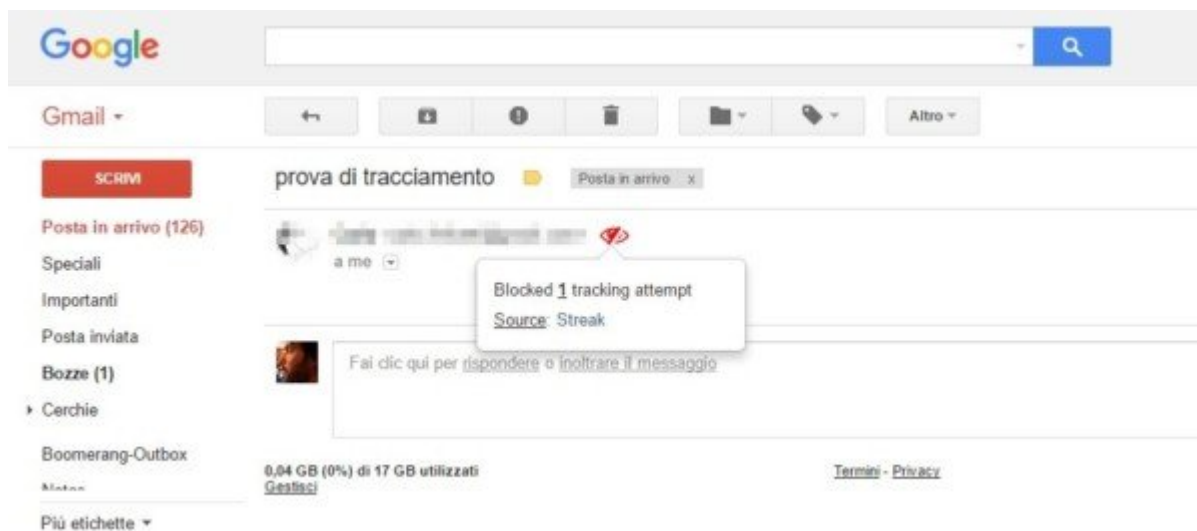 Google
Gmail
Altro
SCRIVI
prova di tracciamento
Posta in arrivo x
Posta in arrivo (126)
Speciali
a me
Importanti
Blocked 1 tracking attempt
Source: Streak
Posta inviata
Bozze (1)
Fai clic qui per rispondere o inoltrare il messaggio
Cerchie
Boomerang-Outbox
0,04 GB (0%) di 17 GB utilizzati
Gestisci
Termini - Privacy
Notes
Più etichette